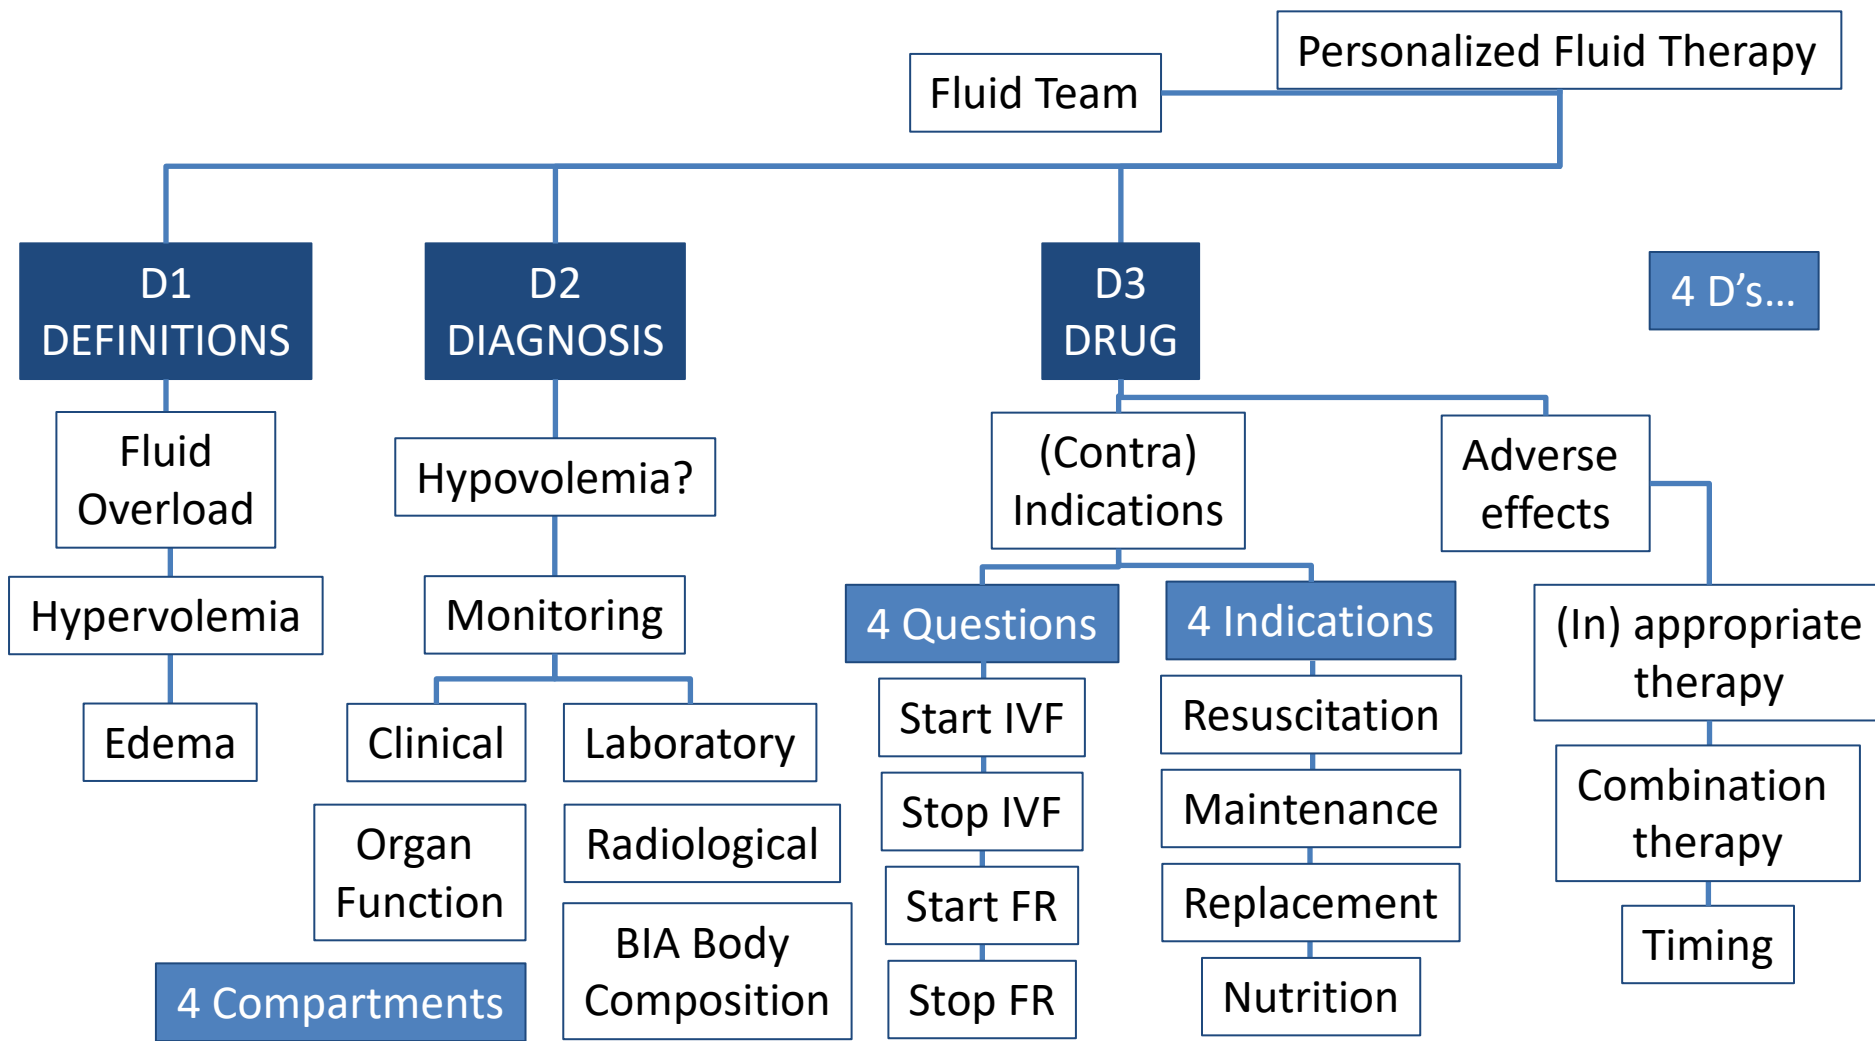 Personalized Fluid Therapy
Fluid Team
D1
DEFINITIONS
Fluid
Overload
Hypervolemia
Edema
D2
DIAGNOSIS
Hypovolemia?
Monitoring
Clinical
Laboratory
Organ
Function
Radiological
BIA Body
Composition
4 Compartments
D3
DRUG
(Contra)
Indications
4 Questions
Start IVF
Stop IVF
Start FR
Stop FR
4 Indications
Resuscitation
Maintenance
Replacement
Nutrition
Adverse
effects
(In) appropriate
therapy
Combination
therapy
Timing
4 D’s…